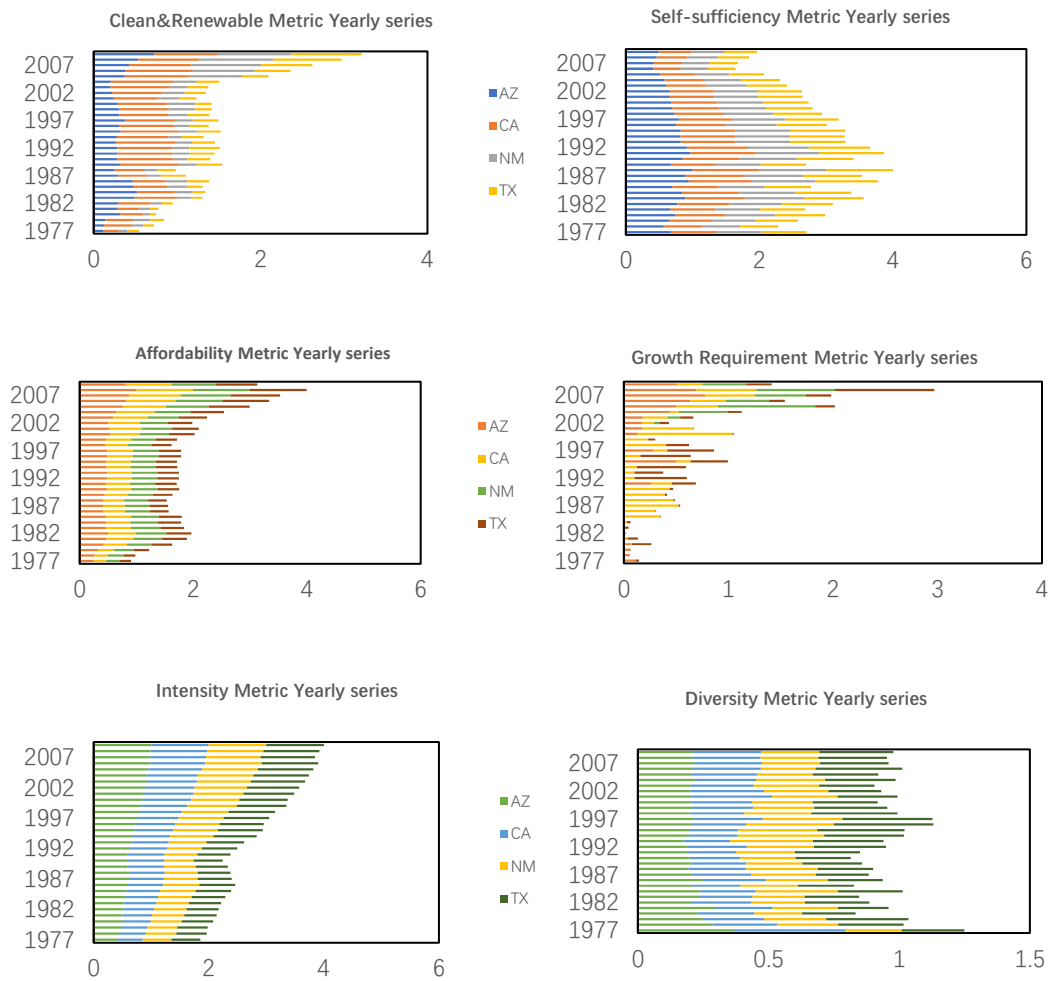 Clean&Renewable Metric Yearly series
2007
2002
1997
1992
1987
1982
1977
0 2 4
AZ
CA
NM
TX
Self-sufficiency Metric Yearly series
2007
2002
1997
1992
1987
1982
1977
0 2 4 6
Affordability Metric Yearly series
2007
2002
1997
1992
1987
1982
1977
0 2 4 6
AZ
CA
NM
TX
Growth Requirement Metric Yearly series
2007
2002
1997
1992
1987
1982
1977
0 1 2 3 4
Intensity Metric Yearly series
2007
2002
1997
1992
1987
1982
1977
0 2 4 6
AZ
CA
NM
TX
Diversity Metric Yearly series
2007
2002
1997
1992
1987
1982
1977
0 0.5 1 1.5